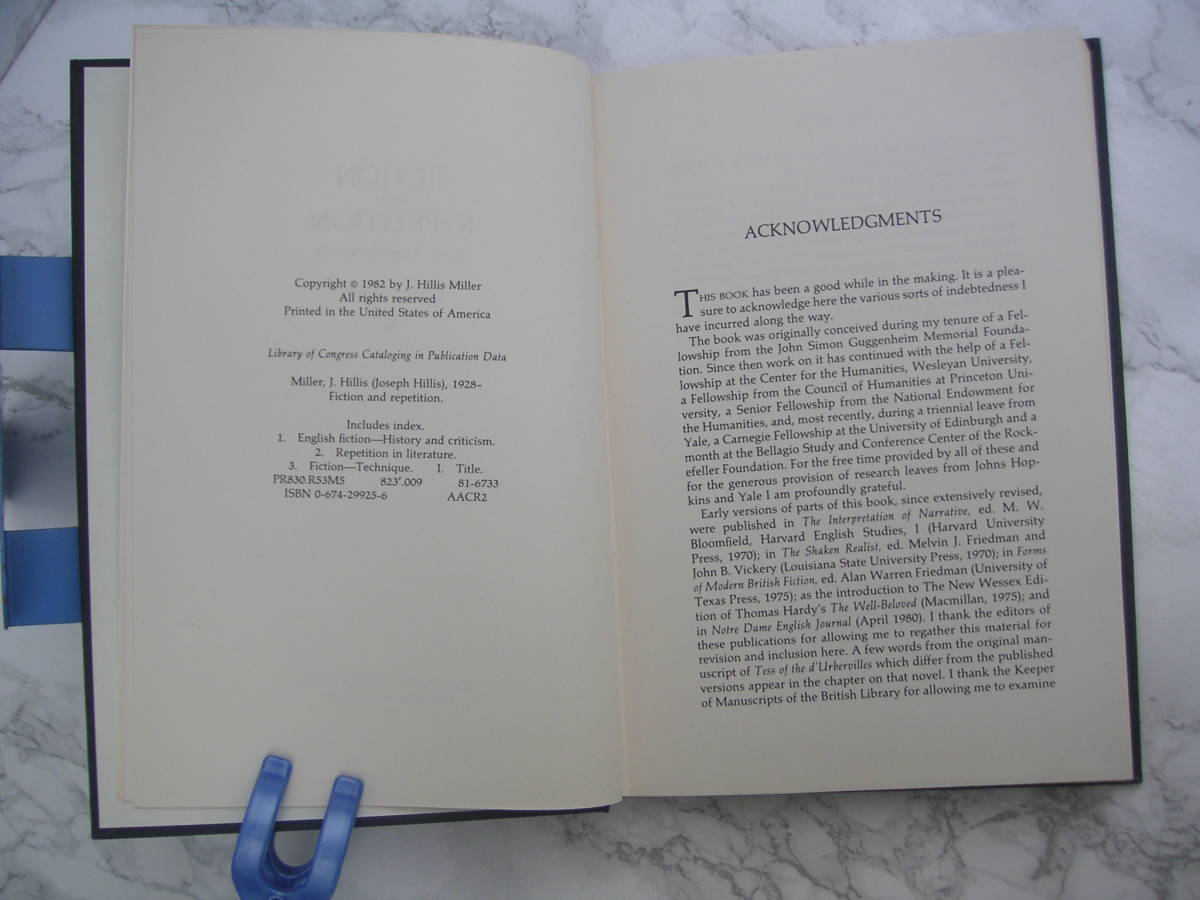 Copyright © 1982 by J. Hillis Miller
All rights reserved
Printed in the United States of America
Library of Congress Cataloging in Publication Data
Miller, J. Hillis (Joseph Hillis), 1928–
Fiction and repetition.
Includes index.
1. English fiction—History and criticism.
2. Repetition in literature.
3. Fiction—Technique. I. Title.
PR830.R53M5 823′.009 81-6733
ISBN 0-674-29925-6 AACR2
ACKNOWLEDGMENTS
THIS BOOK has been a good while in the making. It is a plea-
sure to acknowledge here the various sorts of indebtedness I
have incurred along the way.
The book was originally conceived during my tenure of a Fel-
lowship from the John Simon Guggenheim Memorial Founda-
tion. Since then work on it has continued with the help of a Fel-
lowship at the Center for the Humanities, Wesleyan University,
a Fellowship from the Council of Humanities at Princeton Uni-
versity, a Senior Fellowship from the National Endowment for
the Humanities, and, most recently, during a triennial leave from
Yale, a Carnegie Fellowship at the University of Edinburgh and a
month at the Bellagio Study and Conference Center of the Rock-
efeller Foundation. For the free time provided by all of these and
for the generous provision of research leaves from Johns Hop-
kins and Yale I am profoundly grateful.
Early versions of parts of this book, since extensively revised,
were published in The Interpretation of Narrative, ed. M. W.
Bloomfield, Harvard English Studies, I (Harvard University
Press, 1970); in The Shaken Realist, ed. Melvin J. Friedman and
John B. Vickery (Louisiana State University Press, 1970); in Forms
of Modern British Fiction, ed. Alan Warren Friedman (University of
Texas Press, 1975); as the introduction to The New Wessex Edi-
tion of Thomas Hardy's The Well-Beloved (Macmillan, 1975); and
in Notre Dame English Journal (April 1980). I thank the editors of
these publications for allowing me to regather this material for
revision and inclusion here. A few words from the original man-
uscript of Tess of the d'Urbervilles which differ from the published
versions appear in the chapter on that novel. I thank the Keeper
of Manuscripts of the British Library for allowing me to examine